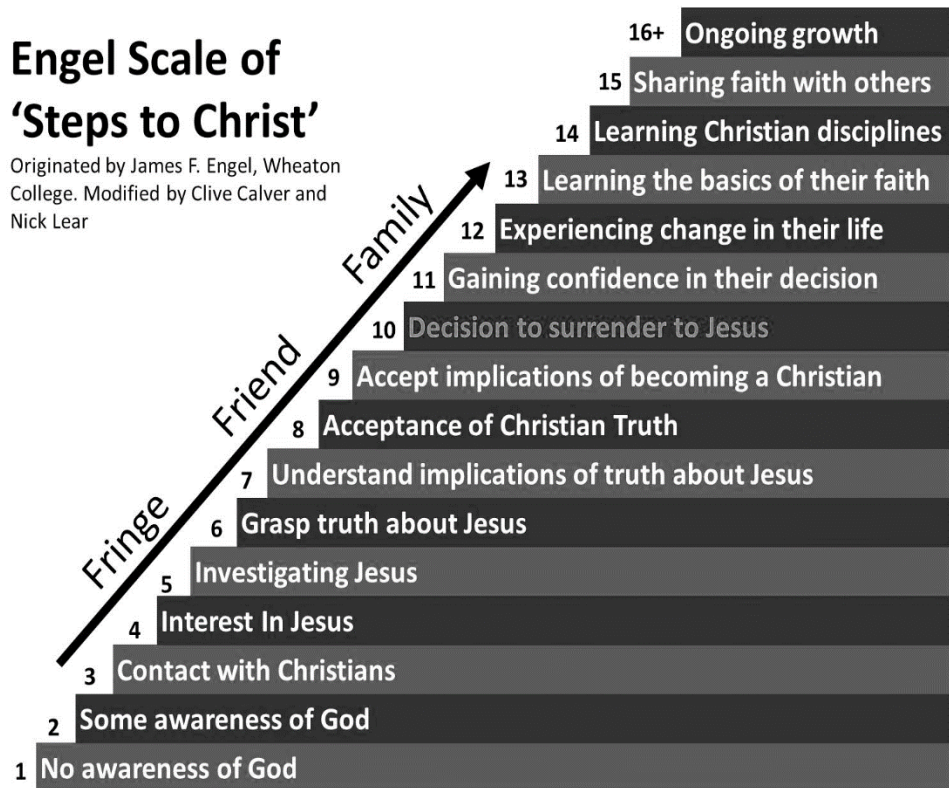 Engel Scale of
‘Steps to Christ’
Originated by James F. Engel, Wheaton
College. Modified by Clive Calver and
Nick Lear
Fringe Friend Family
16+ Ongoing growth
15 Sharing faith with others
14 Learning Christian disciplines
13 Learning the basics of their faith
12 Experiencing change in their life
11 Gaining confidence in their decision
10 Decision to surrender to Jesus
9 Accept implications of becoming a Christian
8 Acceptance of Christian Truth
7 Understand implications of truth about Jesus
6 Grasp truth about Jesus
5 Investigating Jesus
4 Interest In Jesus
3 Contact with Christians
2 Some awareness of God
1 No awareness of God